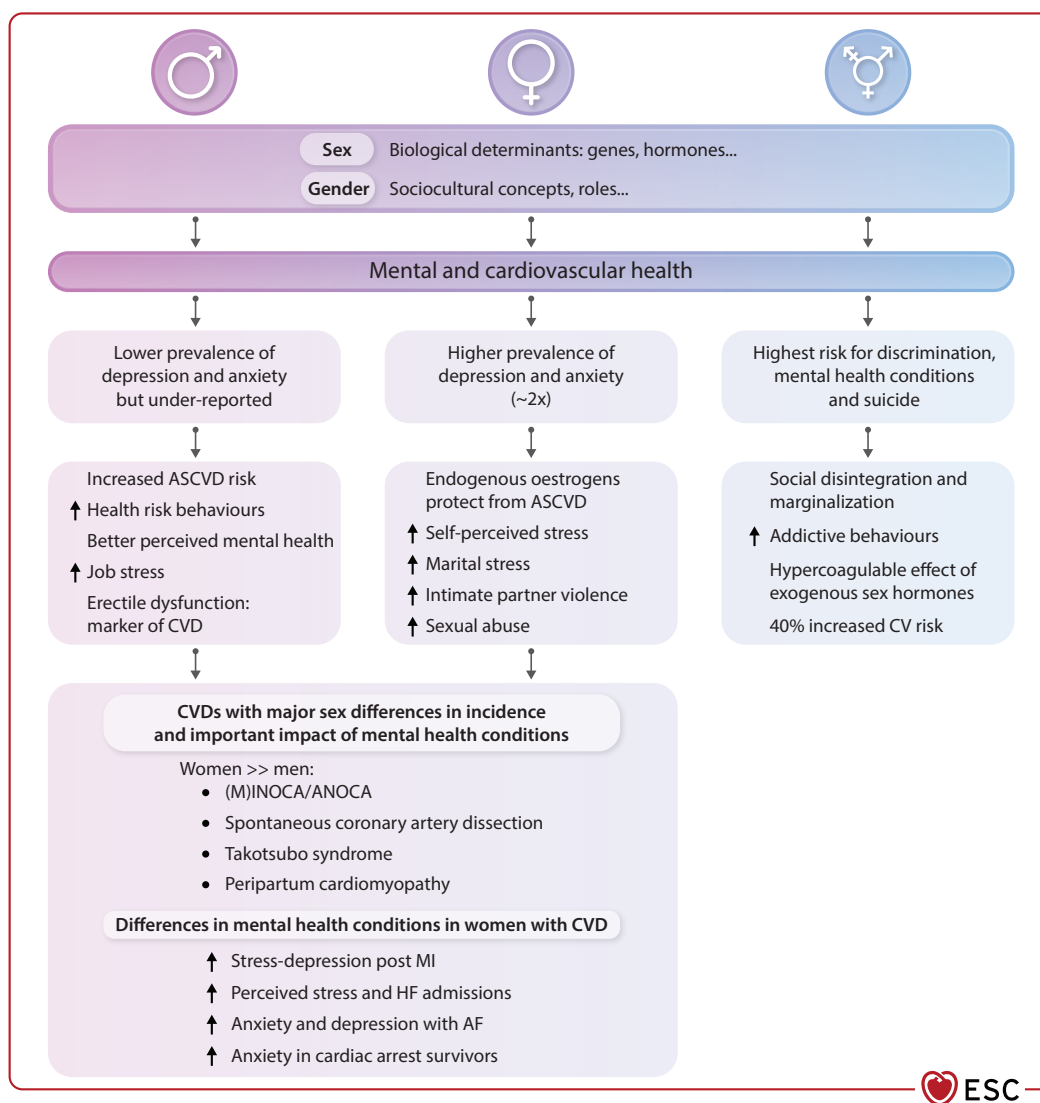 Sex Biological determinants: genes, hormones...
Gender Sociocultural concepts, roles...
Mental and cardiovascular health
Lower prevalence of
depression and anxiety
but under-reported
Higher prevalence of
depression and anxiety
(~2x)
Highest risk for discrimination,
mental health conditions
and suicide
Increased ASCVD risk
↑ Health risk behaviours
Better perceived mental health
↑ Job stress
Erectile dysfunction:
marker of CVD
Endogenous oestrogens
protect from ASCVD
↑ Self-perceived stress
↑ Marital stress
↑ Intimate partner violence
↑ Sexual abuse
Social disintegration and
marginalization
↑ Addictive behaviours
Hypercoagulable effect of
exogenous sex hormones
40% increased CV risk
CVDs with major sex differences in incidence
and important impact of mental health conditions
Women >> men:
• (M)INOCA/ANOCA
• Spontaneous coronary artery dissection
• Takotsubo syndrome
• Peripartum cardiomyopathy
Differences in mental health conditions in women with CVD
↑ Stress-depression post MI
↑ Perceived stress and HF admissions
↑ Anxiety and depression with AF
↑ Anxiety in cardiac arrest survivors
ESC